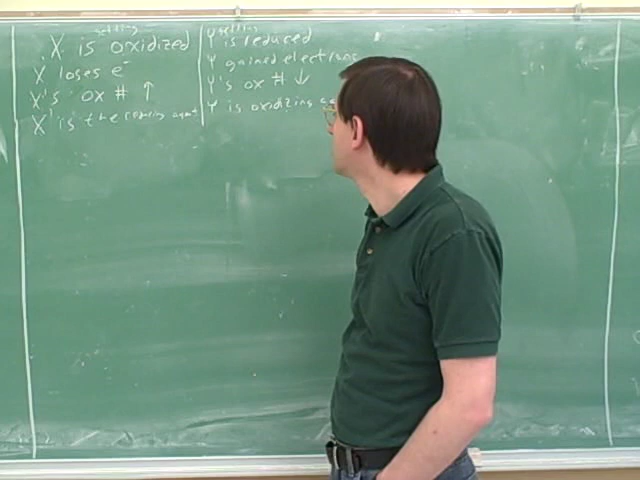 X is oxidized
X loses e⁻
X's ox # ↑
X is the reducing agent
Y is reduced
Y gained electrons
Y's ox # ↓
Y is oxidizing